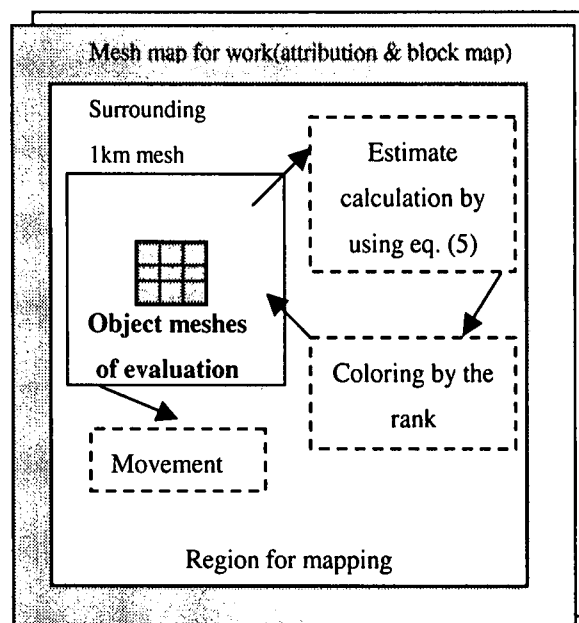 Mesh map for work(attribution & block map)
Surrounding
1km mesh
Estimate
calculation by
using eq. (5)
Object meshes
of evaluation
Coloring by the
rank
Movement
Region for mapping